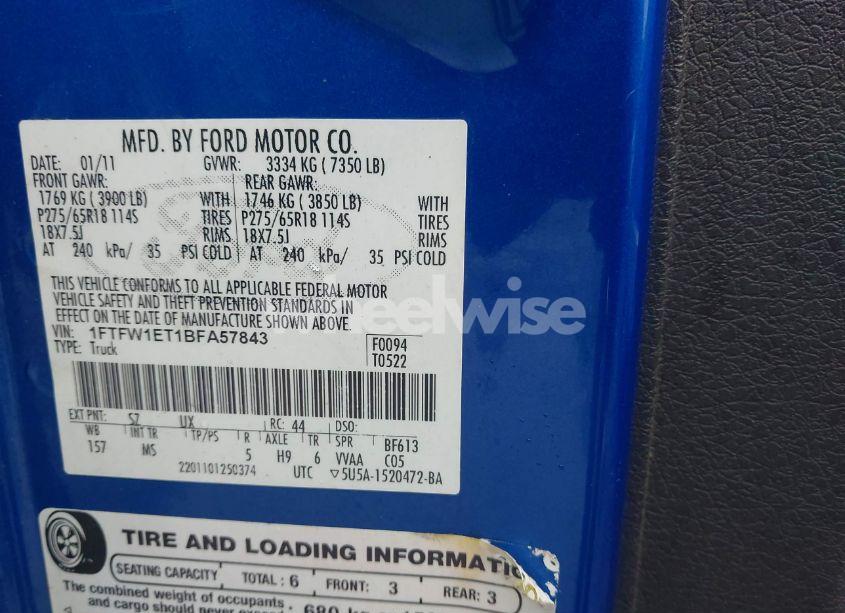 MFD. BY FORD MOTOR CO.
DATE: 01/11 GVWR: 3334 KG ( 7350 LB)
FRONT GAWR: REAR GAWR:
1769 KG ( 3900 LB) WITH 1746 KG ( 3850 LB) WITH
P275/65R18 114S TIRES P275/65R18 114S TIRES
18X7.5J RIMS 18X7.5J RIMS
AT 240 kPa/ 35 PSI COLD AT 240 kPa/ 35 PSI COLD
THIS VEHICLE CONFORMS TO ALL APPLICABLE FEDERAL MOTOR
VEHICLE SAFETY AND THEFT PREVENTION STANDARDS IN
EFFECT ON THE DATE OF MANUFACTURE SHOWN ABOVE.
wheelwise
VIN: 1FTFW1ET1BFA57843 F0094
TYPE: Truck T0522
EXT PNT: SZ UX RC: 44 DSO:
WB INT TR TP/PS R AXLE TR SPR BF613
157 MS 5 H9 6 VVAA C05
2201101250374 UTC ▽5U5A-1520472-BA
TIRE AND LOADING INFORMATIO
SEATING CAPACITY TOTAL : 6 FRONT: 3 REAR: 3
The combined weight of occupants
and cargo should never